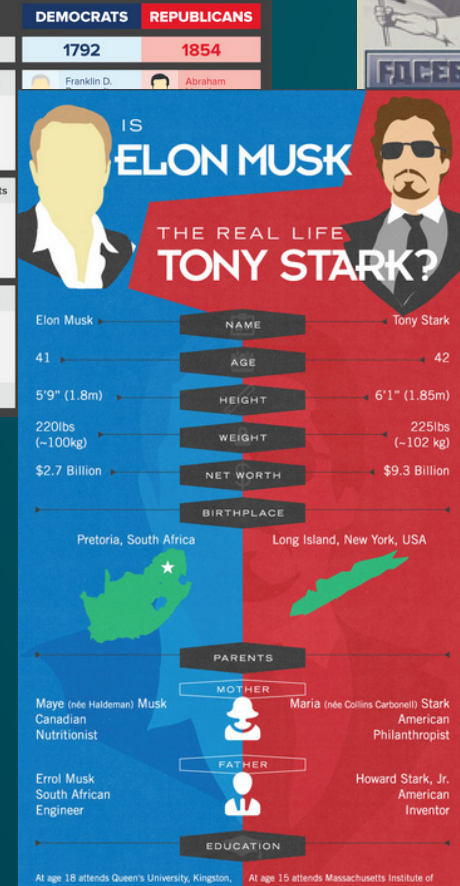 DEMOCRATS REPUBLICANS
1792 1854
Franklin D. Abraham
ts
IS
ELON MUSK
THE REAL LIFE
TONY STARK?
Elon Musk NAME Tony Stark
41 AGE 42
5'9" (1.8m) HEIGHT 6'1" (1.85m)
220lbs 225lbs
(~100kg) WEIGHT (~102 kg)
$2.7 Billion NET WORTH $9.3 Billion
BIRTHPLACE
Pretoria, South Africa Long Island, New York, USA
PARENTS
MOTHER
Maye (née Haldeman) Musk Maria (née Collins Carbonell) Stark
Canadian American
Nutritionist Philanthropist
FATHER
Errol Musk Howard Stark, Jr.
South African American
Engineer Inventor
EDUCATION
At age 18 attends Queen's University, Kingston, At age 15 attends Massachusetts Institute of